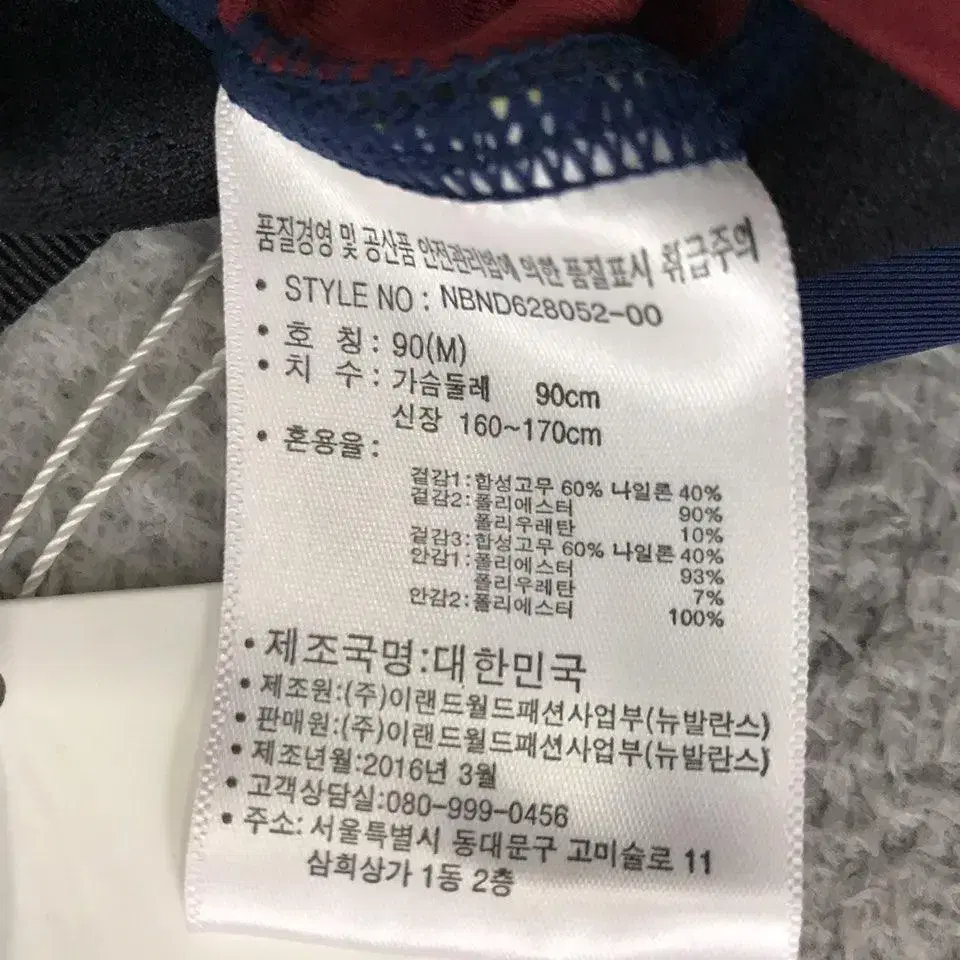 품질경영 및 공산품 안전관리법에 의한 품질표시 취급주의
• STYLE NO : NBND628052-00
• 호 칭 : 90(M)
• 치 수 : 가슴둘레 90cm
신장 160~170cm
• 혼용율 :
겉감1 : 합성고무 60% 나일론 40%
겉감2 : 폴리에스터 90%
폴리우레탄 10%
겉감3 : 합성고무 60% 나일론 40%
안감1 : 폴리에스터 93%
폴리우레탄 7%
안감2 : 폴리에스터 100%
• 제조국명:대한민국
• 제조원:(주)이랜드월드패션사업부(뉴발란스)
• 판매원:(주)이랜드월드패션사업부(뉴발란스)
• 제조년월:2016년 3월
• 고객상담실:080-999-0456
• 주소: 서울특별시 동대문구 고미술로 11
삼희상가 1동 2층